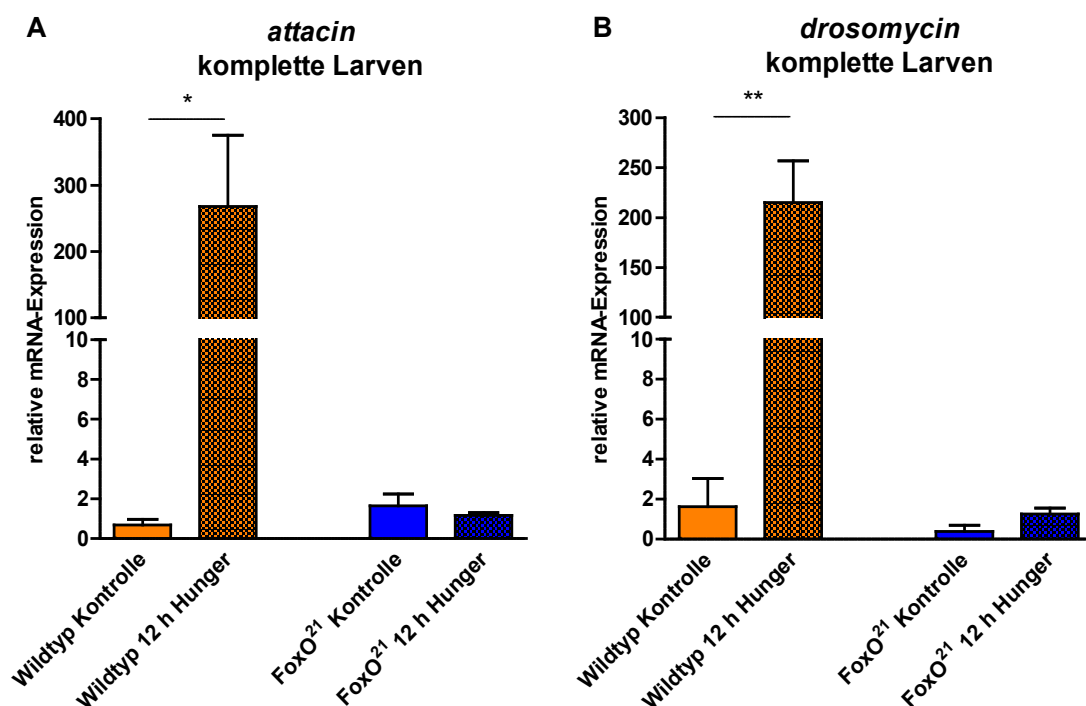 A
attacin
komplette Larven
*
relative mRNA-Expression
400
300
200
100
10
8
6
4
2
0
Wildtyp Kontrolle
Wildtyp 12 h Hunger
FoxO²¹ Kontrolle
FoxO²¹ 12 h Hunger
B
drosomycin
komplette Larven
**
relative mRNA-Expression
300
250
200
150
100
10
8
6
4
2
0
Wildtyp Kontrolle
Wildtyp 12 h Hunger
FoxO²¹ Kontrolle
FoxO²¹ 12 h Hunger